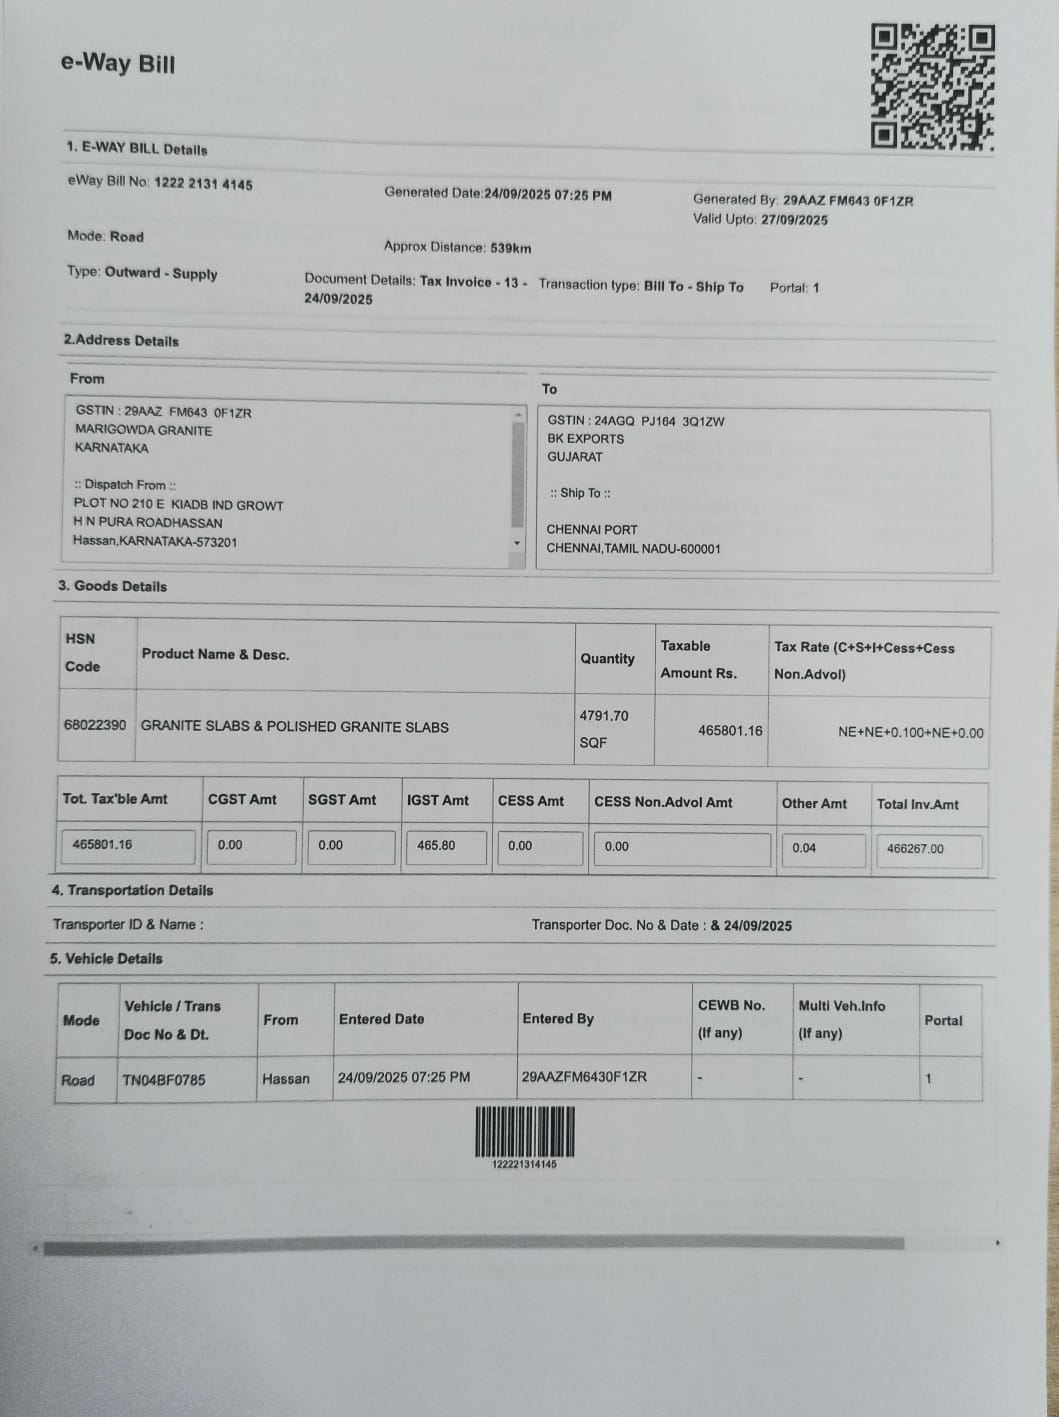 e-Way Bill
1. E-WAY BILL Details
eWay Bill No: 1222 2131 4145
Generated Date:24/09/2025 07:25 PM
Generated By: 29AAZ FM643 0F1ZR
Valid Upto: 27/09/2025
Mode: Road
Approx Distance: 539km
Type: Outward - Supply
Document Details: Tax Invoice - 13 -
24/09/2025
Transaction type: Bill To - Ship To
Portal: 1
2.Address Details
From
GSTIN : 29AAZ FM643 0F1ZR
MARIGOWDA GRANITE
KARNATAKA
:: Dispatch From ::
PLOT NO 210 E KIADB IND GROWT
H N PURA ROADHASSAN
Hassan,KARNATAKA-573201
To
GSTIN : 24AGQ PJ164 3Q1ZW
BK EXPORTS
GUJARAT
:: Ship To ::
CHENNAI PORT
CHENNAI,TAMIL NADU-600001
3. Goods Details
HSN
Code
Product Name & Desc.
Quantity
Taxable
Amount Rs.
Tax Rate (C+S+I+Cess+Cess
Non.Advol)
68022390
GRANITE SLABS & POLISHED GRANITE SLABS
4791.70
SQF
465801.16
NE+NE+0.100+NE+0.00
Tot. Tax'ble Amt
CGST Amt
SGST Amt
IGST Amt
CESS Amt
CESS Non.Advol Amt
Other Amt
Total Inv.Amt
465801.16
0.00
0.00
465.80
0.00
0.00
0.04
466267.00
4. Transportation Details
Transporter ID & Name :
Transporter Doc. No & Date : & 24/09/2025
5. Vehicle Details
Mode
Vehicle / Trans
Doc No & Dt.
From
Entered Date
Entered By
CEWB No.
(If any)
Multi Veh.Info
(If any)
Portal
Road
TN04BF0785
Hassan
24/09/2025 07:25 PM
29AAZFM6430F1ZR
-
-
1
122221314145